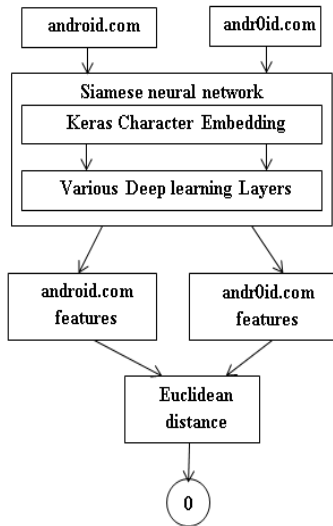 android.com
andr0id.com
Siamese neural network
Keras Character Embedding
Various Deep learning Layers
android.com
features
andr0id.com
features
Euclidean
distance
0